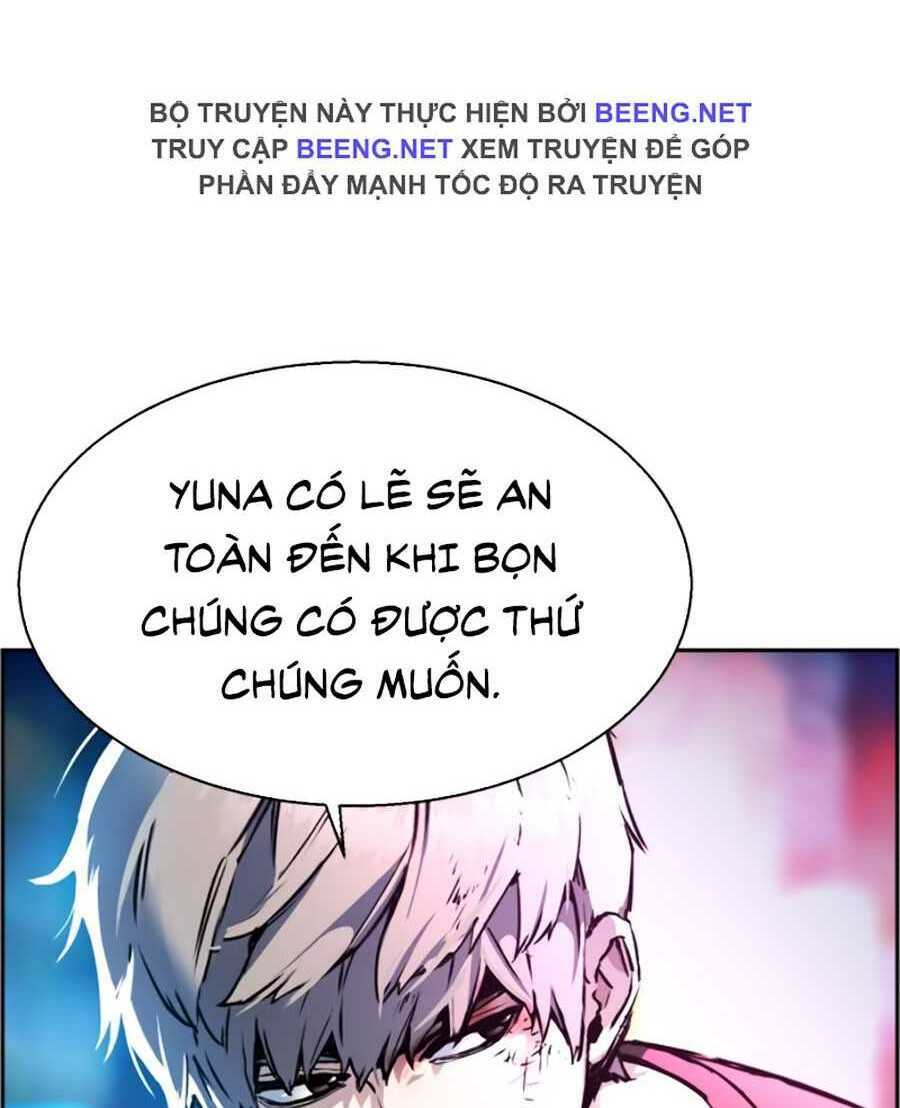 BỘ TRUYỆN NÀY THỰC HIỆN BỞI BEENG.NET
TRUY CẬP BEENG.NET XEM TRUYỆN ĐỂ GÓP
PHẦN ĐẨY MẠNH TỐC ĐỘ RA TRUYỆN
YUNA CÓ LẼ SẼ AN
TOÀN ĐẾN KHI BỌN
CHÚNG CÓ ĐƯỢC THỨ
CHÚNG MUỐN.